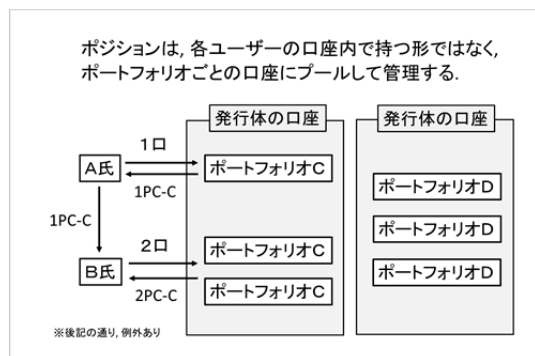 ポジションは, 各ユーザーの口座内で持つ形ではなく,
ポートフォリオごとの口座にプールして管理する.
発行体の口座
発行体の口座
1口
A氏
ポートフォリオC
1PC-C
ポートフォリオD
1PC-C
ポートフォリオD
2口
ポートフォリオC
B氏
ポートフォリオC
ポートフォリオD
2PC-C
※後記の通り, 例外あり